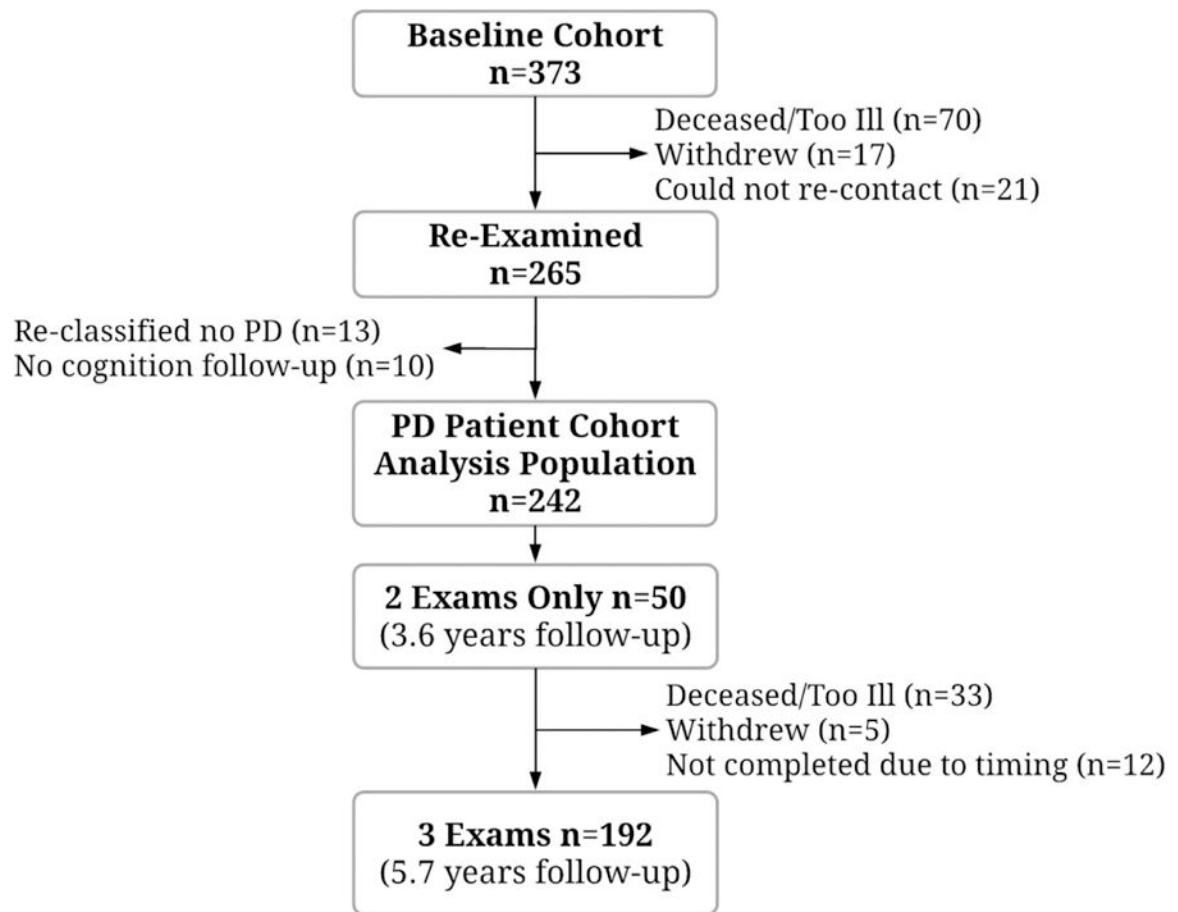 Baseline Cohort
n=373
Deceased/Too Ill (n=70)
Withdrew (n=17)
Could not re-contact (n=21)
Re-Examined
n=265
Re-classified no PD (n=13)
No cognition follow-up (n=10)
PD Patient Cohort
Analysis Population
n=242
2 Exams Only n=50
(3.6 years follow-up)
Deceased/Too Ill (n=33)
Withdrew (n=5)
Not completed due to timing (n=12)
3 Exams n=192
(5.7 years follow-up)